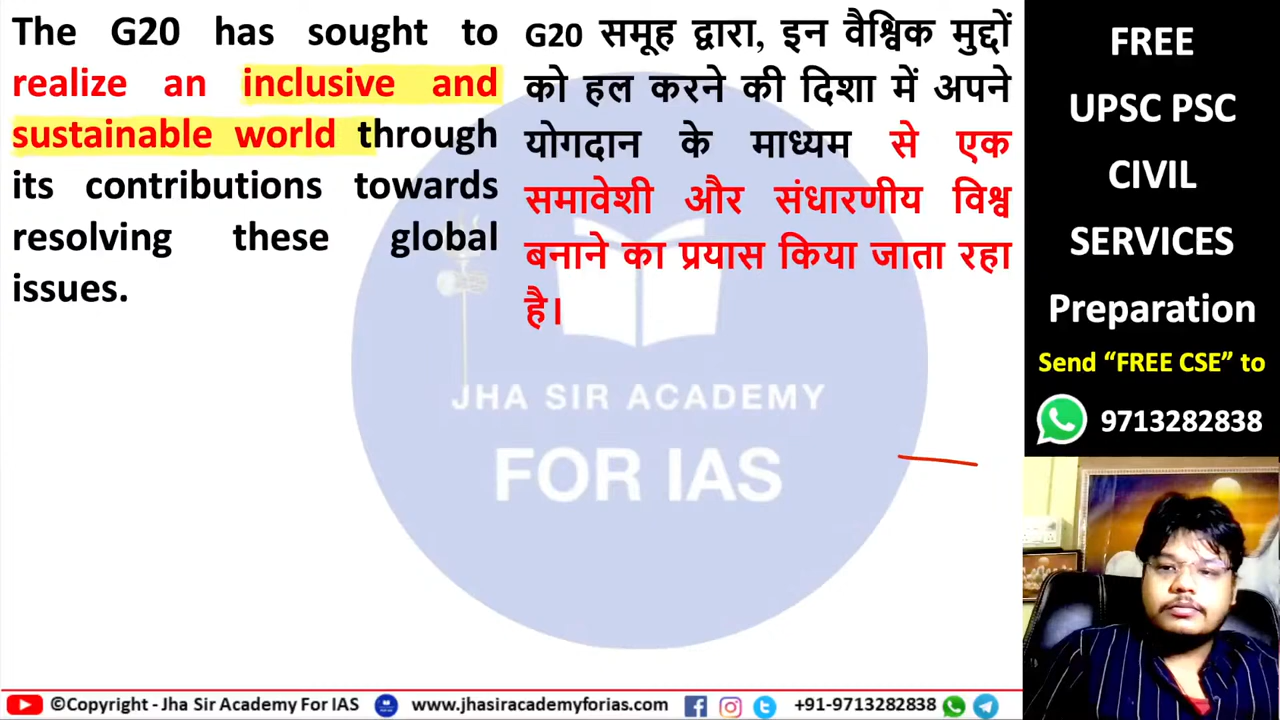 The G20 has sought to
realize an inclusive and
sustainable world through
its contributions towards
resolving these global
issues.
G20 समूह द्वारा, इन वैश्विक मुद्दों
को हल करने की दिशा में अपने
योगदान के माध्यम से एक
समावेशी और संधारणीय विश्व
बनाने का प्रयास किया जाता रहा
है।
JHA SIR ACADEMY
FOR IAS
FREE
UPSC PSC
CIVIL
SERVICES
Preparation
Send “FREE CSE” to
9713282838
©Copyright - Jha Sir Academy For IAS www.jhasiracademyforias.com +91-9713282838